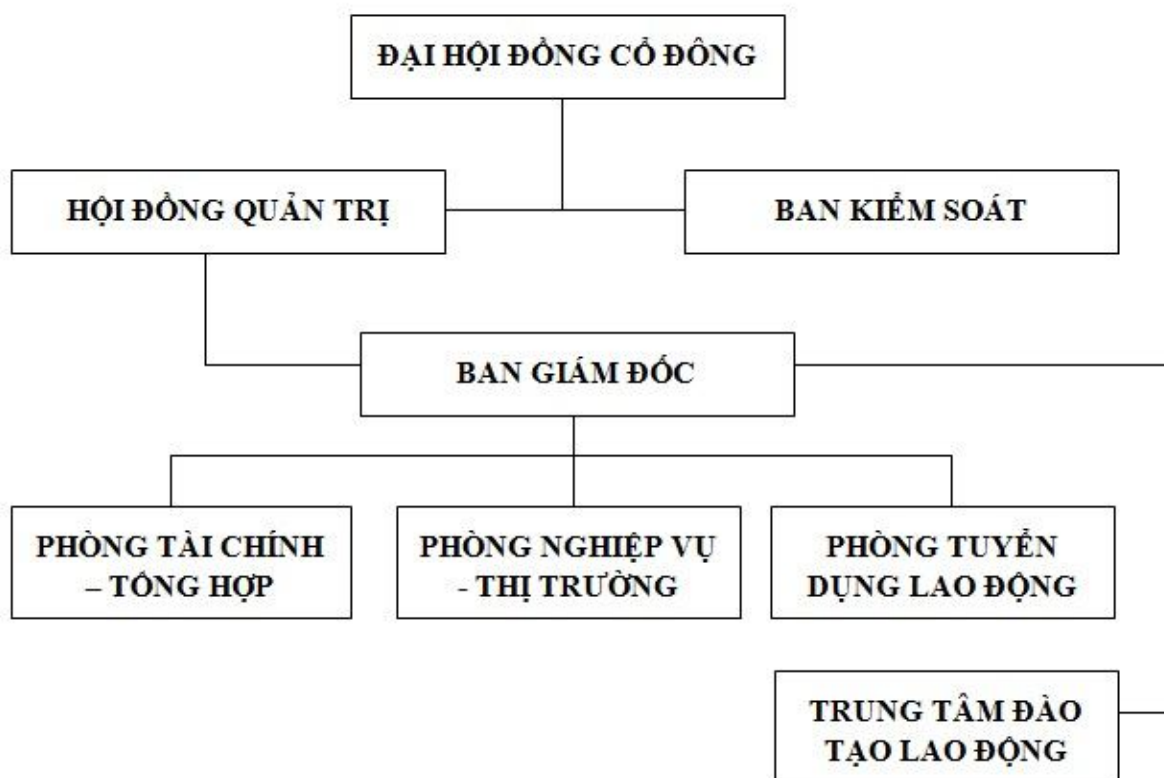 ĐẠI HỘI ĐỒNG CỔ ĐÔNG
HỘI ĐỒNG QUẢN TRỊ
BAN KIỂM SOÁT
BAN GIÁM ĐỐC
PHÒNG TÀI CHÍNH
– TỔNG HỢP
PHÒNG NGHIỆP VỤ
- THỊ TRƯỜNG
PHÒNG TUYỂN
DỤNG LAO ĐỘNG
TRUNG TÂM ĐÀO
TẠO LAO ĐỘNG